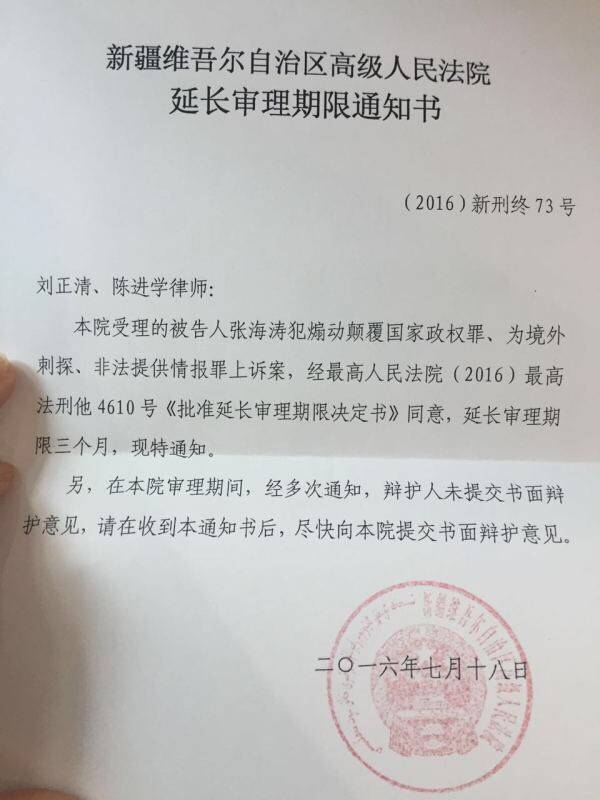 新疆维吾尔自治区高级人民法院
延长审理期限通知书
（2016）新刑终 73 号
刘正清、陈进学律师：
本院受理的被告人张海涛犯煽动颠覆国家政权罪、为境外
刺探、非法提供情报罪上诉案，经最高人民法院（2016）最高
法刑他 4610 号《批准延长审理期限决定书》同意，延长审理期
限三个月，现特通知。
另，在本院审理期间，经多次通知，辩护人未提交书面辩
护意见，请在收到本通知书后，尽快向本院提交书面辩护意见。
新疆维吾尔自治区高级人民法院
二〇一六年七月十八日